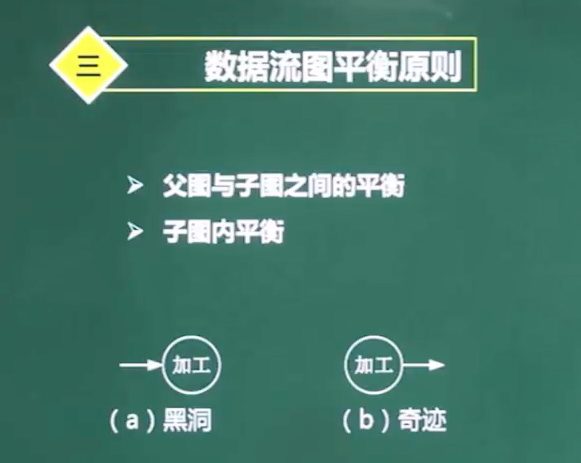 三 数据流图平衡原则
父图与子图之间的平衡
子图内平衡
加工 加工
(a)黑洞 (b)奇迹